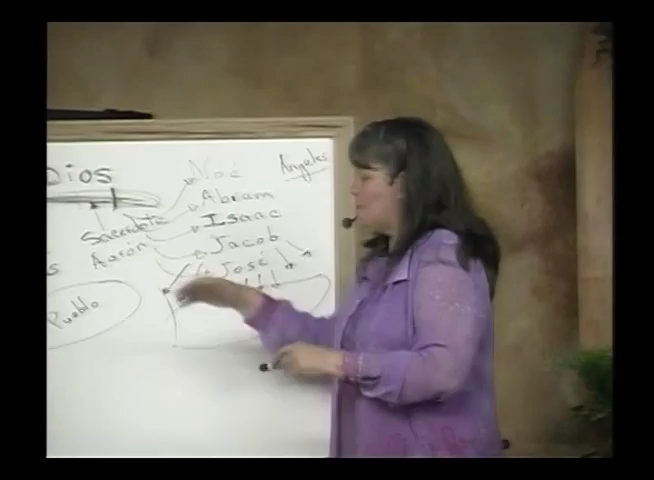 Dios
Noé
Angeles
Abram
Sacerdote
Isaac
Aarón
Jacob
José
Pueblo